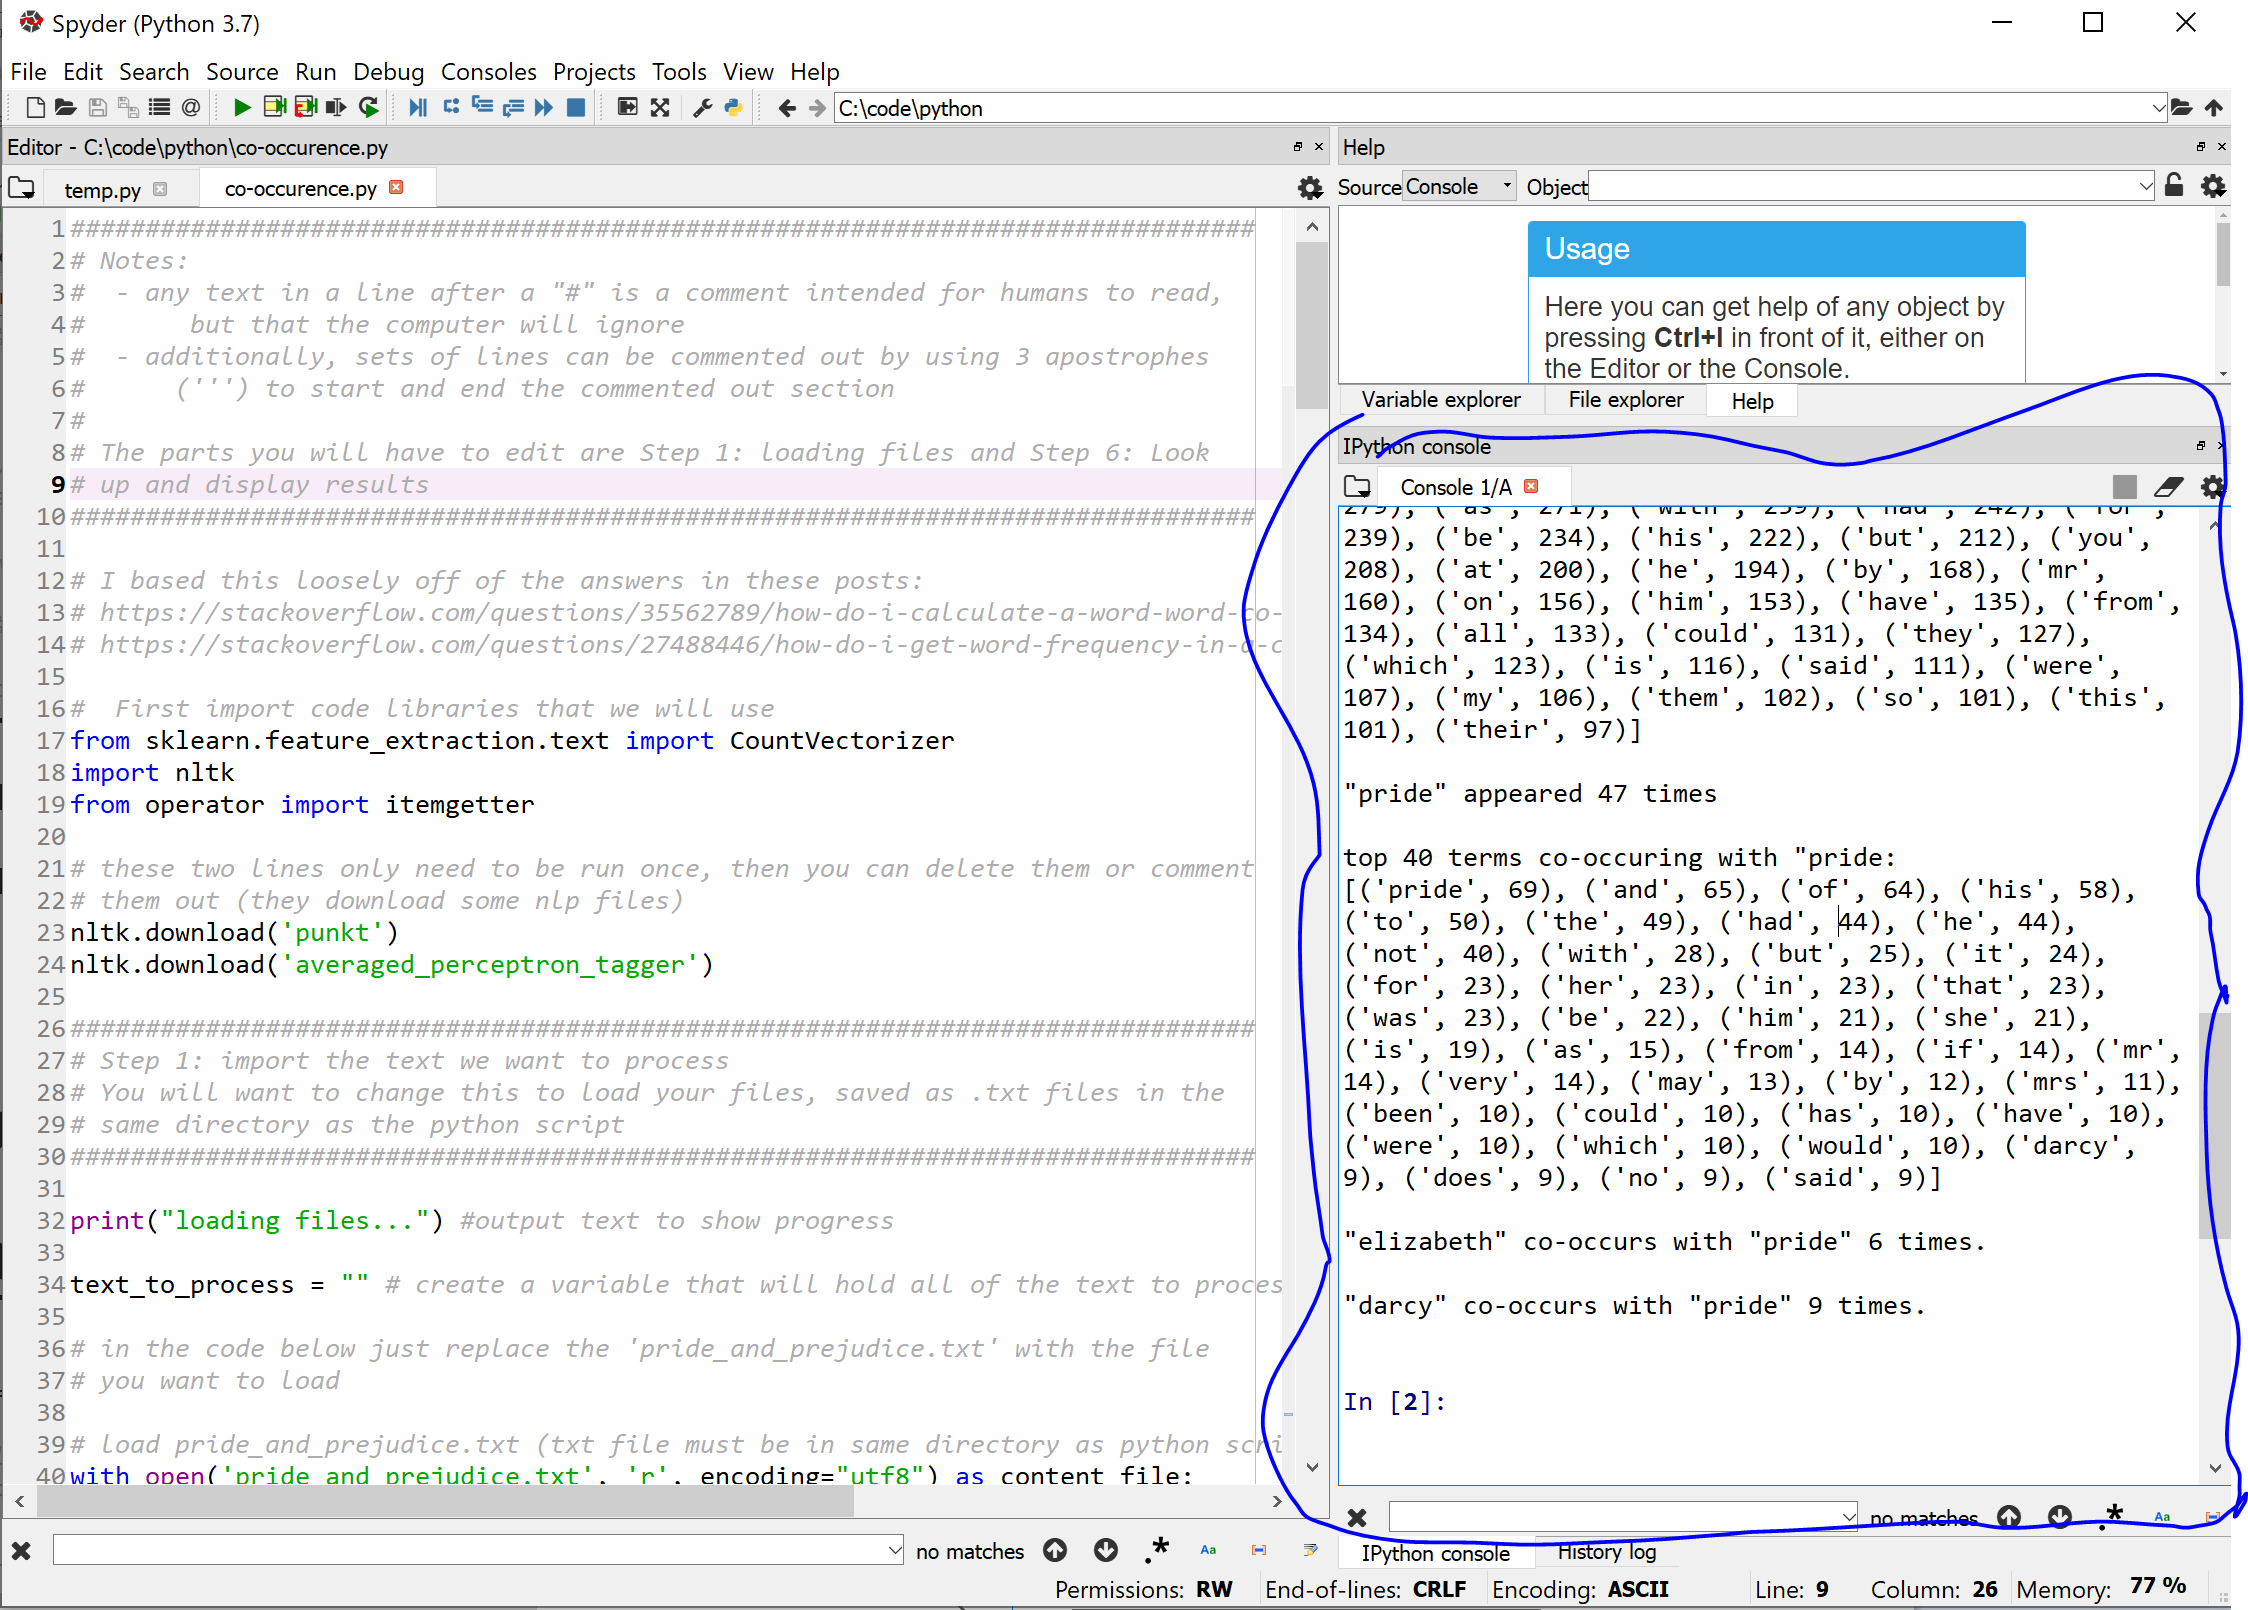 Spyder (Python 3.7)
File Edit Search Source Run Debug Consoles Projects Tools View Help
C:\code\python
Editor - C:\code\python\co-occurence.py
temp.py co-occurence.py
1################################################################################
2# Notes:
3#  - any text in a line after a "#" is a comment intended for humans to read,
4#       but that the computer will ignore
5#  - additionally, sets of lines can be commented out by using 3 apostrophes
6#      (''') to start and end the commented out section
7#
8# The parts you will have to edit are Step 1: loading files and Step 6: Look
9# up and display results
10################################################################################
11
12# I based this loosely off of the answers in these posts:
13# https://stackoverflow.com/questions/35562789/how-do-i-calculate-a-word-word-co-
14# https://stackoverflow.com/questions/27488446/how-do-i-get-word-frequency-in-a-c
15
16#  First import code libraries that we will use
17from sklearn.feature_extraction.text import CountVectorizer
18import nltk
19from operator import itemgetter
20
21# these two lines only need to be run once, then you can delete them or comment
22# them out (they download some nlp files)
23nltk.download('punkt')
24nltk.download('averaged_perceptron_tagger')
25
26################################################################################
27# Step 1: import the text we want to process
28# You will want to change this to load your files, saved as .txt files in the
29# same directory as the python script
30################################################################################
31
32print("loading files...") #output text to show progress
33
34text_to_process = "" # create a variable that will hold all of the text to proces
35
36# in the code below just replace the 'pride_and_prejudice.txt' with the file
37# you want to load
38
39# load pride_and_prejudice.txt (txt file must be in same directory as python scri
40with open('pride_and_prejudice.txt', 'r', encoding="utf8") as content_file:
no matches .* Aa
Help
Source Console Object
Usage
Here you can get help of any object by
pressing Ctrl+I in front of it, either on
the Editor or the Console.
Variable explorer File explorer Help
IPython console
Console 1/A
279), ('as', 271), ('with', 259), ('had', 242), ('for',
239), ('be', 234), ('his', 222), ('but', 212), ('you',
208), ('at', 200), ('he', 194), ('by', 168), ('mr',
160), ('on', 156), ('him', 153), ('have', 135), ('from',
134), ('all', 133), ('could', 131), ('they', 127),
('which', 123), ('is', 116), ('said', 111), ('were',
107), ('my', 106), ('them', 102), ('so', 101), ('this',
101), ('their', 97)]
"pride" appeared 47 times
top 40 terms co-occuring with "pride:
[('pride', 69), ('and', 65), ('of', 64), ('his', 58),
('to', 50), ('the', 49), ('had', 44), ('he', 44),
('not', 40), ('with', 28), ('but', 25), ('it', 24),
('for', 23), ('her', 23), ('in', 23), ('that', 23),
('was', 23), ('be', 22), ('him', 21), ('she', 21),
('is', 19), ('as', 15), ('from', 14), ('if', 14), ('mr',
14), ('very', 14), ('may', 13), ('by', 12), ('mrs', 11),
('been', 10), ('could', 10), ('has', 10), ('have', 10),
('were', 10), ('which', 10), ('would', 10), ('darcy',
9), ('does', 9), ('no', 9), ('said', 9)]
"elizabeth" co-occurs with "pride" 6 times.
"darcy" co-occurs with "pride" 9 times.
In [2]:
no matches .* Aa
IPython console History log
Permissions: RW End-of-lines: CRLF Encoding: ASCII Line: 9 Column: 26 Memory: 77 %